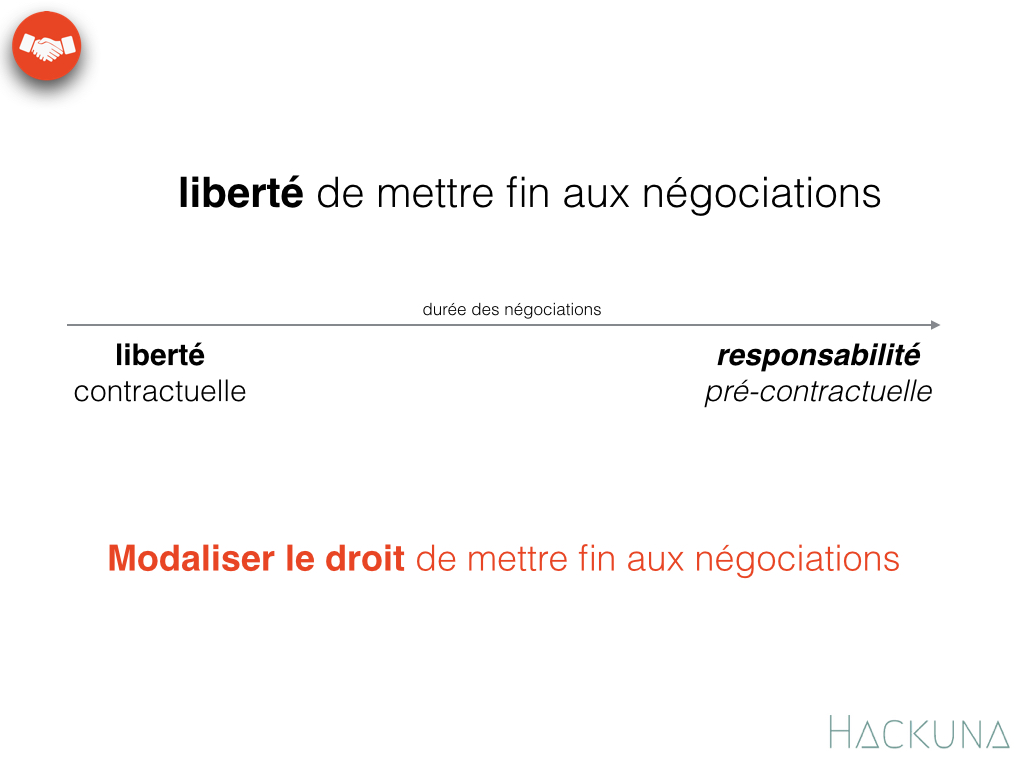 liberté de mettre fin aux négociations
durée des négociations
liberté
contractuelle
responsabilité
pré-contractuelle
Modaliser le droit de mettre fin aux négociations
HACKUNA